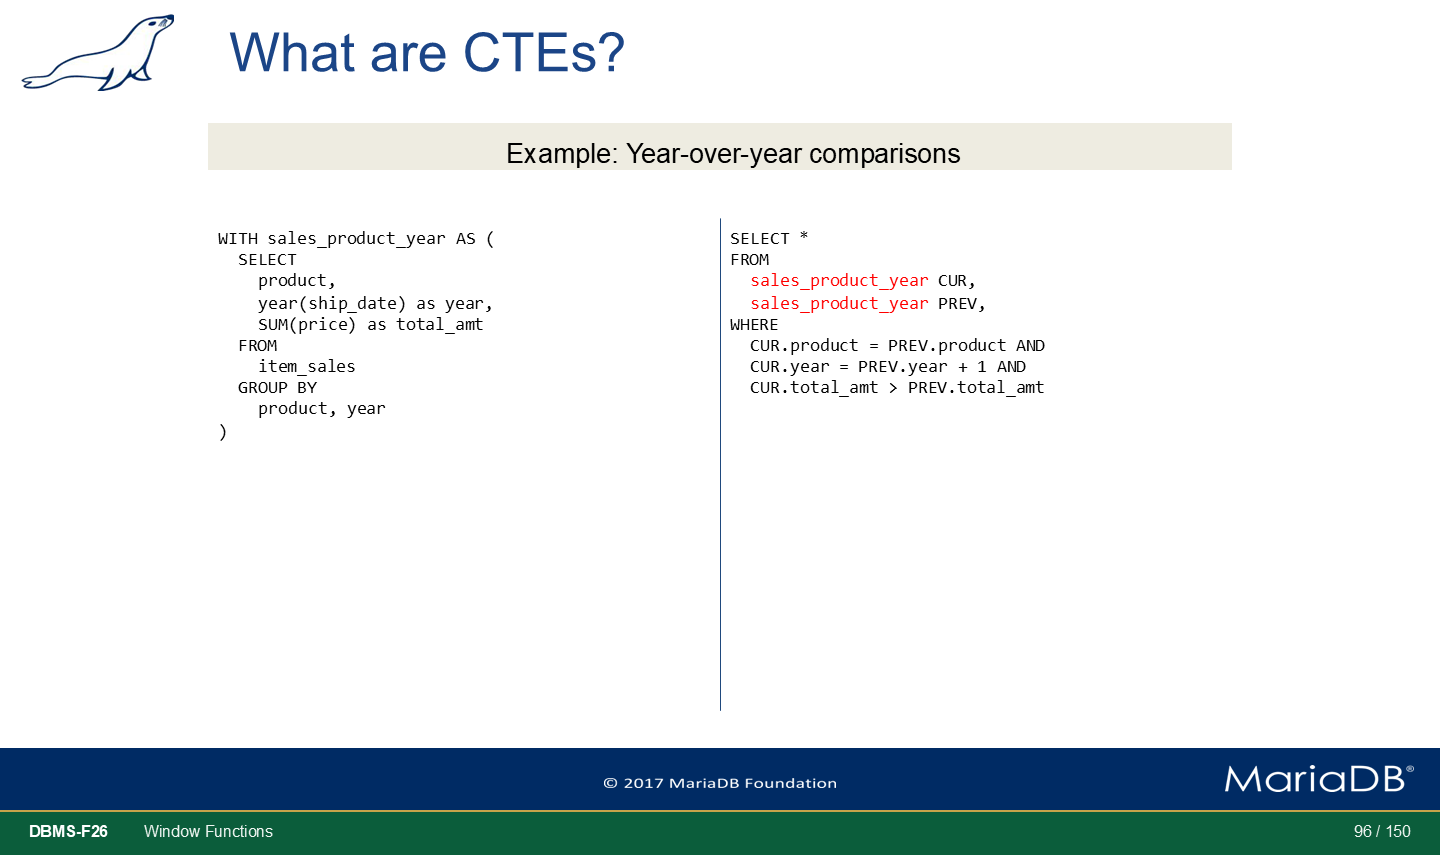 What are CTEs?
Example: Year-over-year comparisons
WITH sales_product_year AS (
SELECT
product,
year(ship_date) as year,
SUM(price) as total_amt
FROM
item_sales
GROUP BY
product, year
)
SELECT *
FROM
sales_product_year CUR,
sales_product_year PREV,
WHERE
CUR.product = PREV.product AND
CUR.year = PREV.year + 1 AND
CUR.total_amt > PREV.total_amt
© 2017 MariaDB Foundation
MariaDB®
DBMS-F26 Window Functions 96 / 150